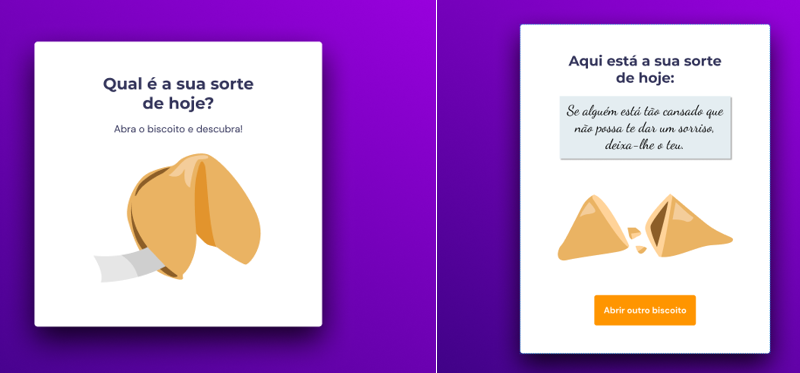 Qual é a sua sorte
de hoje?
Abra o biscoito e descubra!
Aqui está a sua sorte
de hoje:
Se alguém está tão cansado que
não possa te dar um sorriso,
deixa-lhe o teu.
Abrir outro biscoito